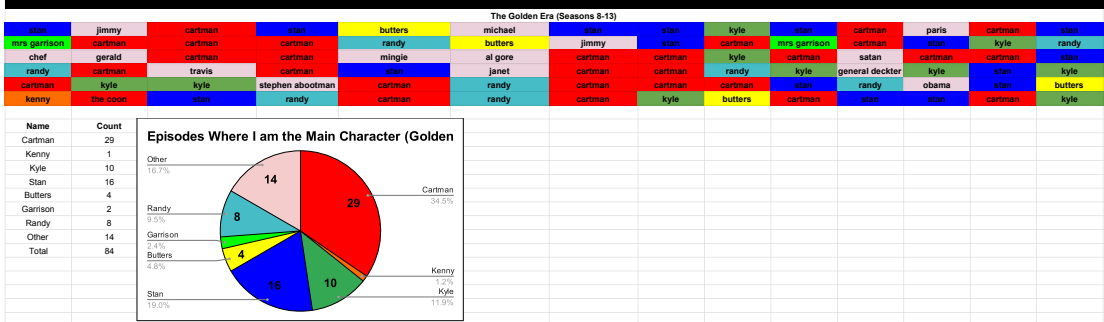 The Golden Era (Seasons 8-13)
stan jimmy cartman stan butters michael stan stan kyle stan cartman paris cartman stan
mrs garrison cartman cartman cartman randy butters jimmy stan cartman mrs garrison cartman stan kyle randy
chef gerald cartman cartman mingie al gore cartman cartman kyle cartman satan cartman cartman stan
randy cartman travis cartman stan janet cartman cartman randy kyle general deckter kyle stan kyle
cartman kyle kyle stephen abootman cartman randy cartman cartman cartman stan randy obama stan butters
kenny the coon stan randy cartman randy cartman kyle butters cartman stan stan cartman kyle
Name Count
Cartman 29
Kenny 1
Kyle 10
Stan 16
Butters 4
Garrison 2
Randy 8
Other 14
Total 84
Episodes Where I am the Main Character (Golden
Other
16.7%
14
Cartman
34.5%
29
Randy
9.5%
8
Garrison
2.4%
Butters
4.8%
4
Kenny
1.2%
Kyle
11.9%
10
Stan
19.0%
16